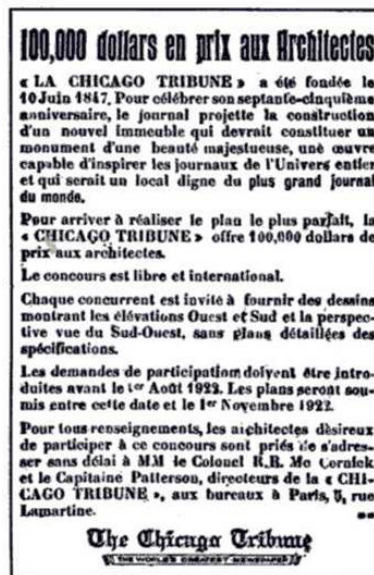 100,000 dollars en prix aux Architectes
« LA CHICAGO TRIBUNE » a été fondée le
10 Juin 1847. Pour célébrer son septante-cinquième
anniversaire, le journal projette la construction
d'un nouvel immeuble qui devrait constituer un
monument d'une beauté majestueuse, une œuvre
capable d'inspirer les journaux de l'Univers entier
et qui serait un local digne du plus grand journal
du monde.
Pour arriver à réaliser le plan le plus parfait, la
« CHICAGO TRIBUNE » offre 100,000 dollars de
prix aux architectes.
Le concours est libre et international.
Chaque concurrent est invité à fournir des dessins
montrant les élévations Ouest et Sud et la perspec-
tive vue du Sud-Ouest, sans plans détaillées des
spécifications.
Les demandes de participation doivent être intro-
duites avant le 1er Août 1922. Les plans seront sou-
mis entre cette date et le 1er Novembre 1922.
Pour tous renseignements, les architectes désireux
de participer à ce concours sont priés de s'adres-
ser sans délai à MM le Colonel R.R. Mc Cornick
et le Capitaine Patterson, directeurs de la « CHI-
CAGO TRIBUNE », aux bureaux à Paris, 5, rue
Lamartine.
The Chicago Tribune
THE WORLD'S GREATEST NEWSPAPER